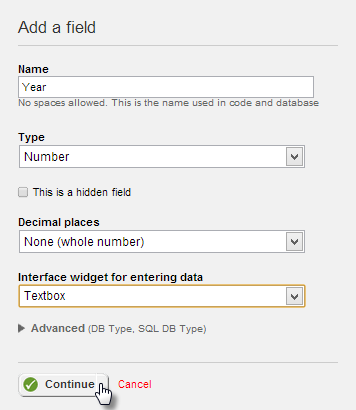 Add a field
Name
Year
No spaces allowed. This is the name used in code and database
Type
Number
This is a hidden field
Decimal places
None (whole number)
Interface widget for entering data
Textbox
Advanced (DB Type, SQL DB Type)
Continue Cancel